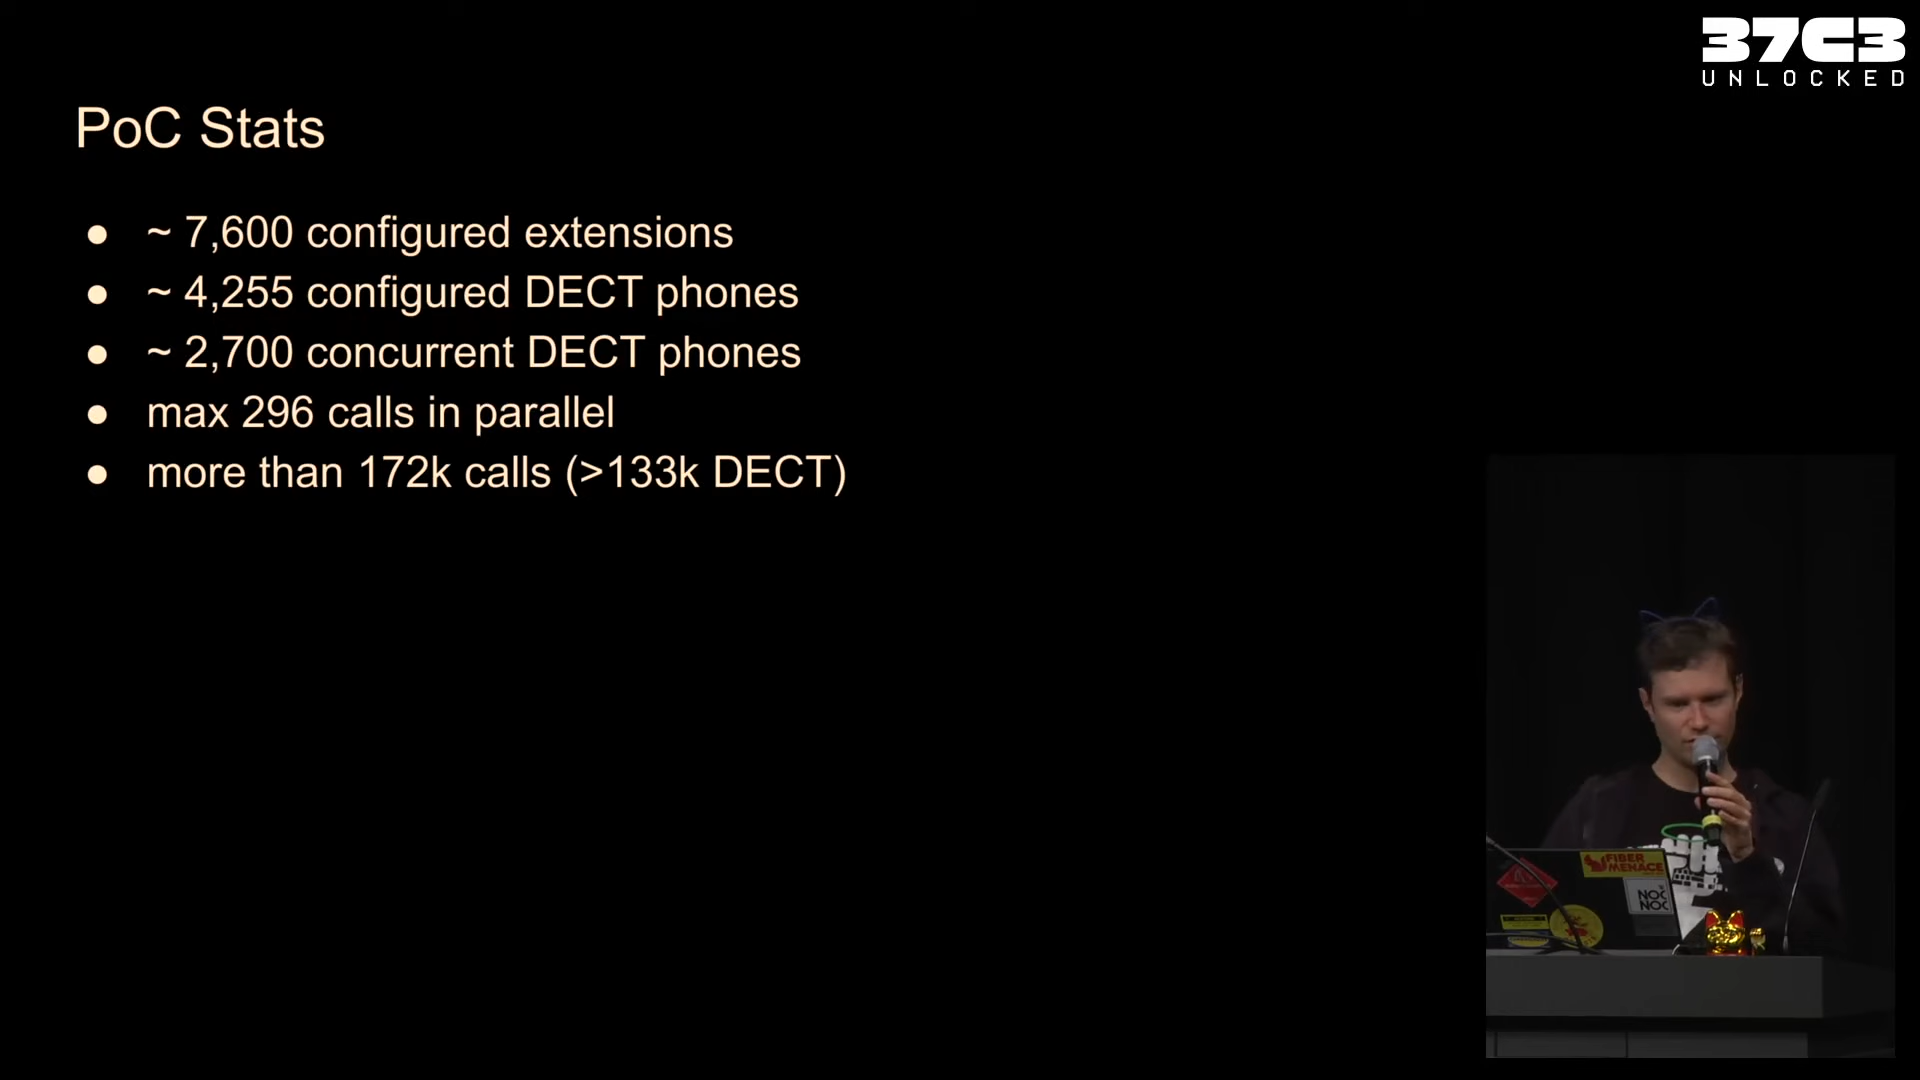 37C3
UNLOCKED
PoC Stats
● ~ 7,600 configured extensions
● ~ 4,255 configured DECT phones
● ~ 2,700 concurrent DECT phones
● max 296 calls in parallel
● more than 172k calls (>133k DECT)
FIBER
MENACE
NOC
NOC